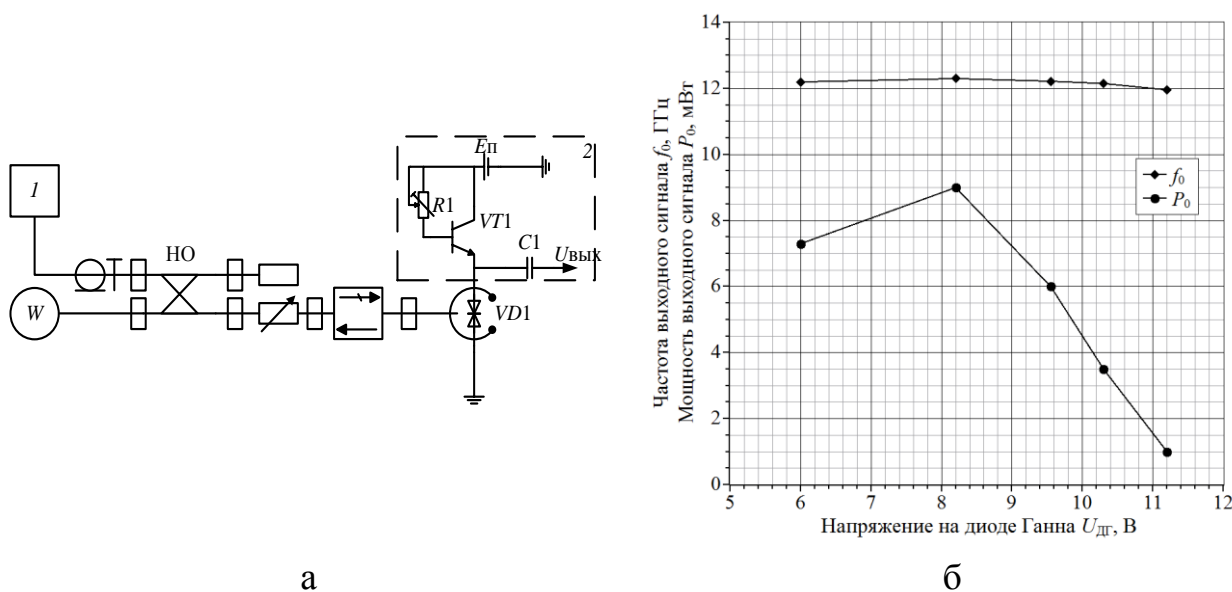 2
Eп
1
R1
VT1
НО
C1
Uвых
W
VD1
а
Частота выходного сигнала f0, ГГц
Мощность выходного сигнала P0, мВт
14
12
10
8
6
4
2
0
5 6 7 8 9 10 11 12
f0
P0
Напряжение на диоде Ганна UДГ, В
б